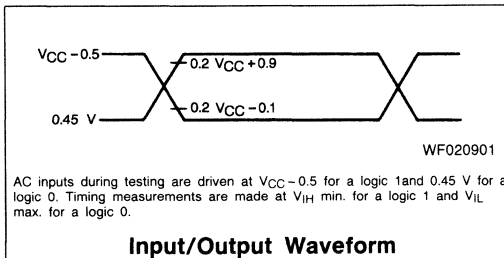 VCC − 0.5
0.2 VCC + 0.9
0.2 VCC − 0.1
0.45 V
WF020901
AC inputs during testing are driven at VCC − 0.5 for a logic 1and 0.45 V for a
logic 0. Timing measurements are made at VIH min. for a logic 1 and VIL
max. for a logic 0.
Input/Output Waveform